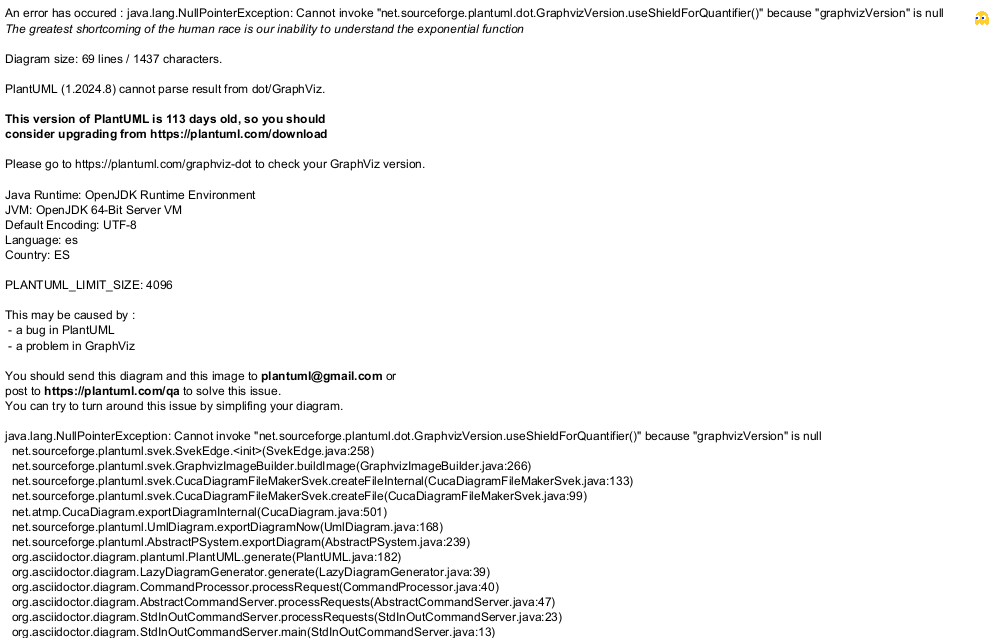 An error has occured : java.lang.NullPointerException: Cannot invoke "net.sourceforge.plantuml.dot.GraphvizVersion.useShieldForQuantifier()" because "graphvizVersion" is null
The greatest shortcoming of the human race is our inability to understand the exponential function
Diagram size: 69 lines / 1437 characters.
PlantUML (1.2024.8) cannot parse result from dot/GraphViz.
This version of PlantUML is 113 days old, so you should
consider upgrading from https://plantuml.com/download
Please go to https://plantuml.com/graphviz-dot to check your GraphViz version.
Java Runtime: OpenJDK Runtime Environment
JVM: OpenJDK 64-Bit Server VM
Default Encoding: UTF-8
Language: es
Country: ES
PLANTUML_LIMIT_SIZE: 4096
This may be caused by :
- a bug in PlantUML
- a problem in GraphViz
You should send this diagram and this image to plantuml@gmail.com or
post to https://plantuml.com/qa to solve this issue.
You can try to turn around this issue by simplifing your diagram.
java.lang.NullPointerException: Cannot invoke "net.sourceforge.plantuml.dot.GraphvizVersion.useShieldForQuantifier()" because "graphvizVersion" is null
net.sourceforge.plantuml.svek.SvekEdge.<init>(SvekEdge.java:258)
net.sourceforge.plantuml.svek.GraphvizImageBuilder.buildImage(GraphvizImageBuilder.java:266)
net.sourceforge.plantuml.svek.CucaDiagramFileMakerSvek.createFileInternal(CucaDiagramFileMakerSvek.java:133)
net.sourceforge.plantuml.svek.CucaDiagramFileMakerSvek.createFile(CucaDiagramFileMakerSvek.java:99)
net.atmp.CucaDiagram.exportDiagramInternal(CucaDiagram.java:501)
net.sourceforge.plantuml.UmlDiagram.exportDiagramNow(UmlDiagram.java:168)
net.sourceforge.plantuml.AbstractPSystem.exportDiagram(AbstractPSystem.java:239)
org.asciidoctor.diagram.plantuml.PlantUML.generate(PlantUML.java:182)
org.asciidoctor.diagram.LazyDiagramGenerator.generate(LazyDiagramGenerator.java:39)
org.asciidoctor.diagram.CommandProcessor.processRequest(CommandProcessor.java:40)
org.asciidoctor.diagram.AbstractCommandServer.processRequests(AbstractCommandServer.java:47)
org.asciidoctor.diagram.StdInOutCommandServer.processRequests(StdInOutCommandServer.java:23)
org.asciidoctor.diagram.StdInOutCommandServer.main(StdInOutCommandServer.java:13)